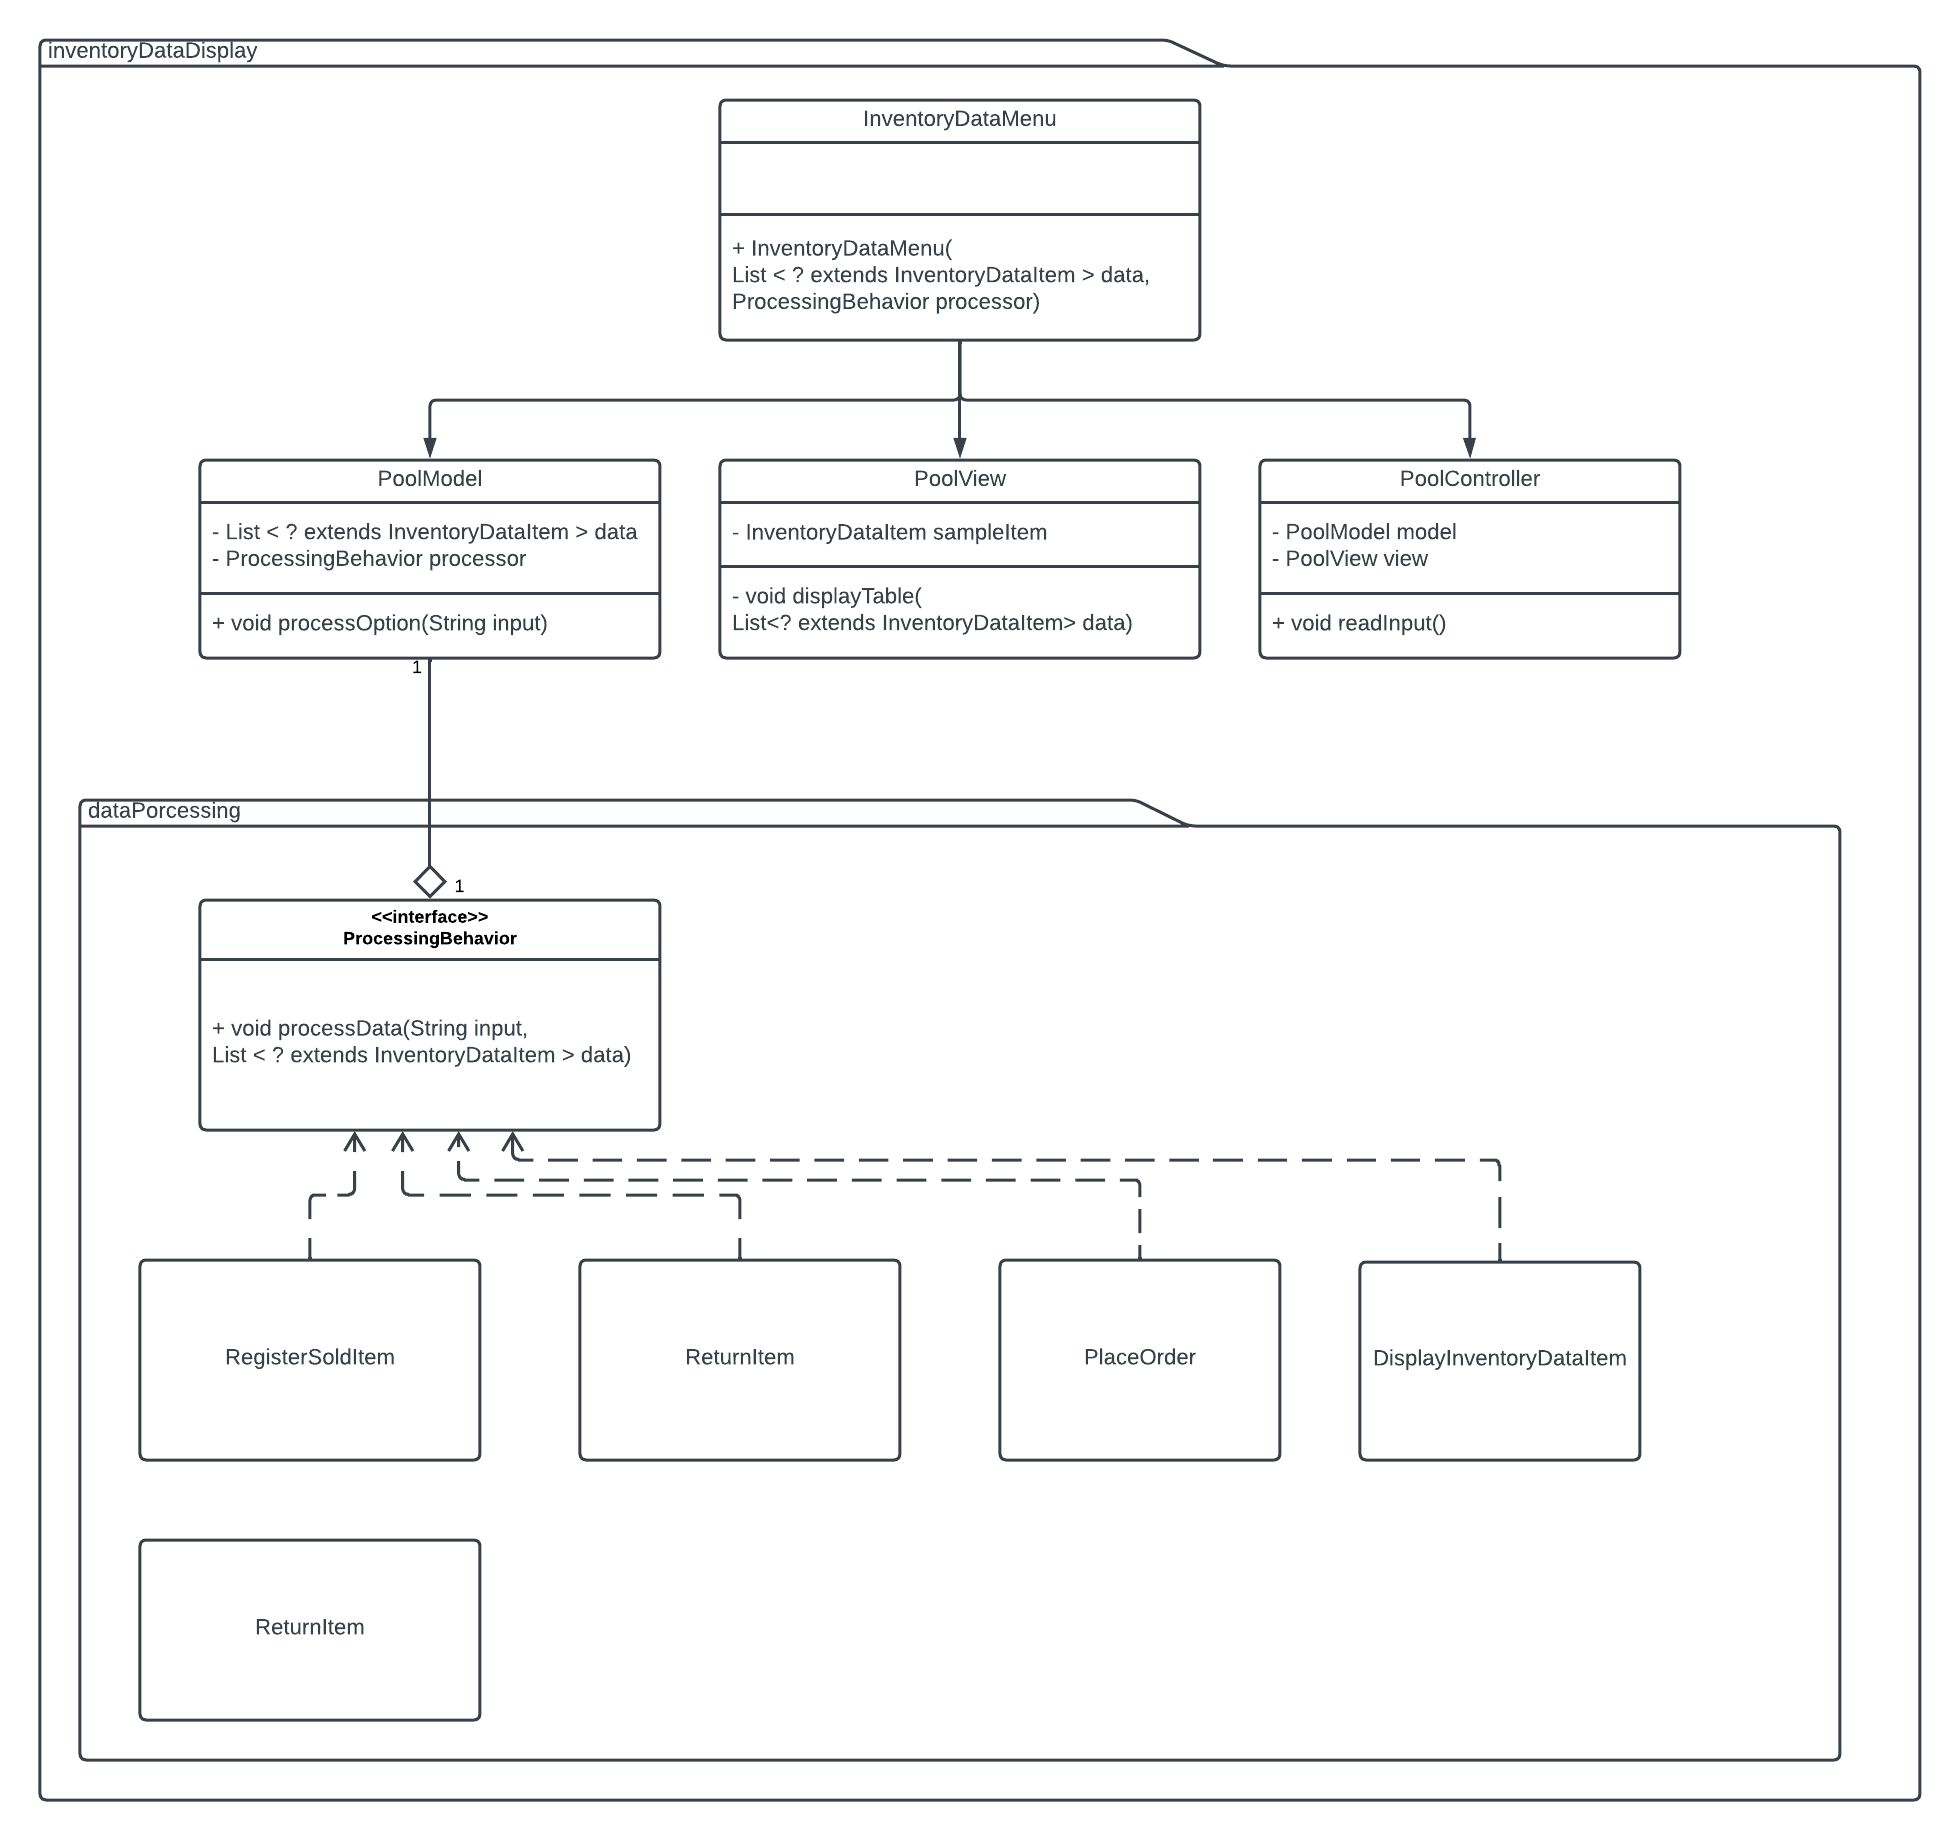 inventoryDataDisplay
InventoryDataMenu
+ InventoryDataMenu(
List < ? extends InventoryDataItem > data,
ProcessingBehavior processor)
PoolModel
- List < ? extends InventoryDataItem > data
- ProcessingBehavior processor
+ void processOption(String input)
PoolView
- InventoryDataItem sampleItem
- void displayTable(
List<? extends InventoryDataItem> data)
PoolController
- PoolModel model
- PoolView view
+ void readInput()
1
dataPorcessing
1
<<interface>>
ProcessingBehavior
+ void processData(String input,
List < ? extends InventoryDataItem > data)
RegisterSoldItem
ReturnItem
PlaceOrder
DisplayInventoryDataItem
ReturnItem